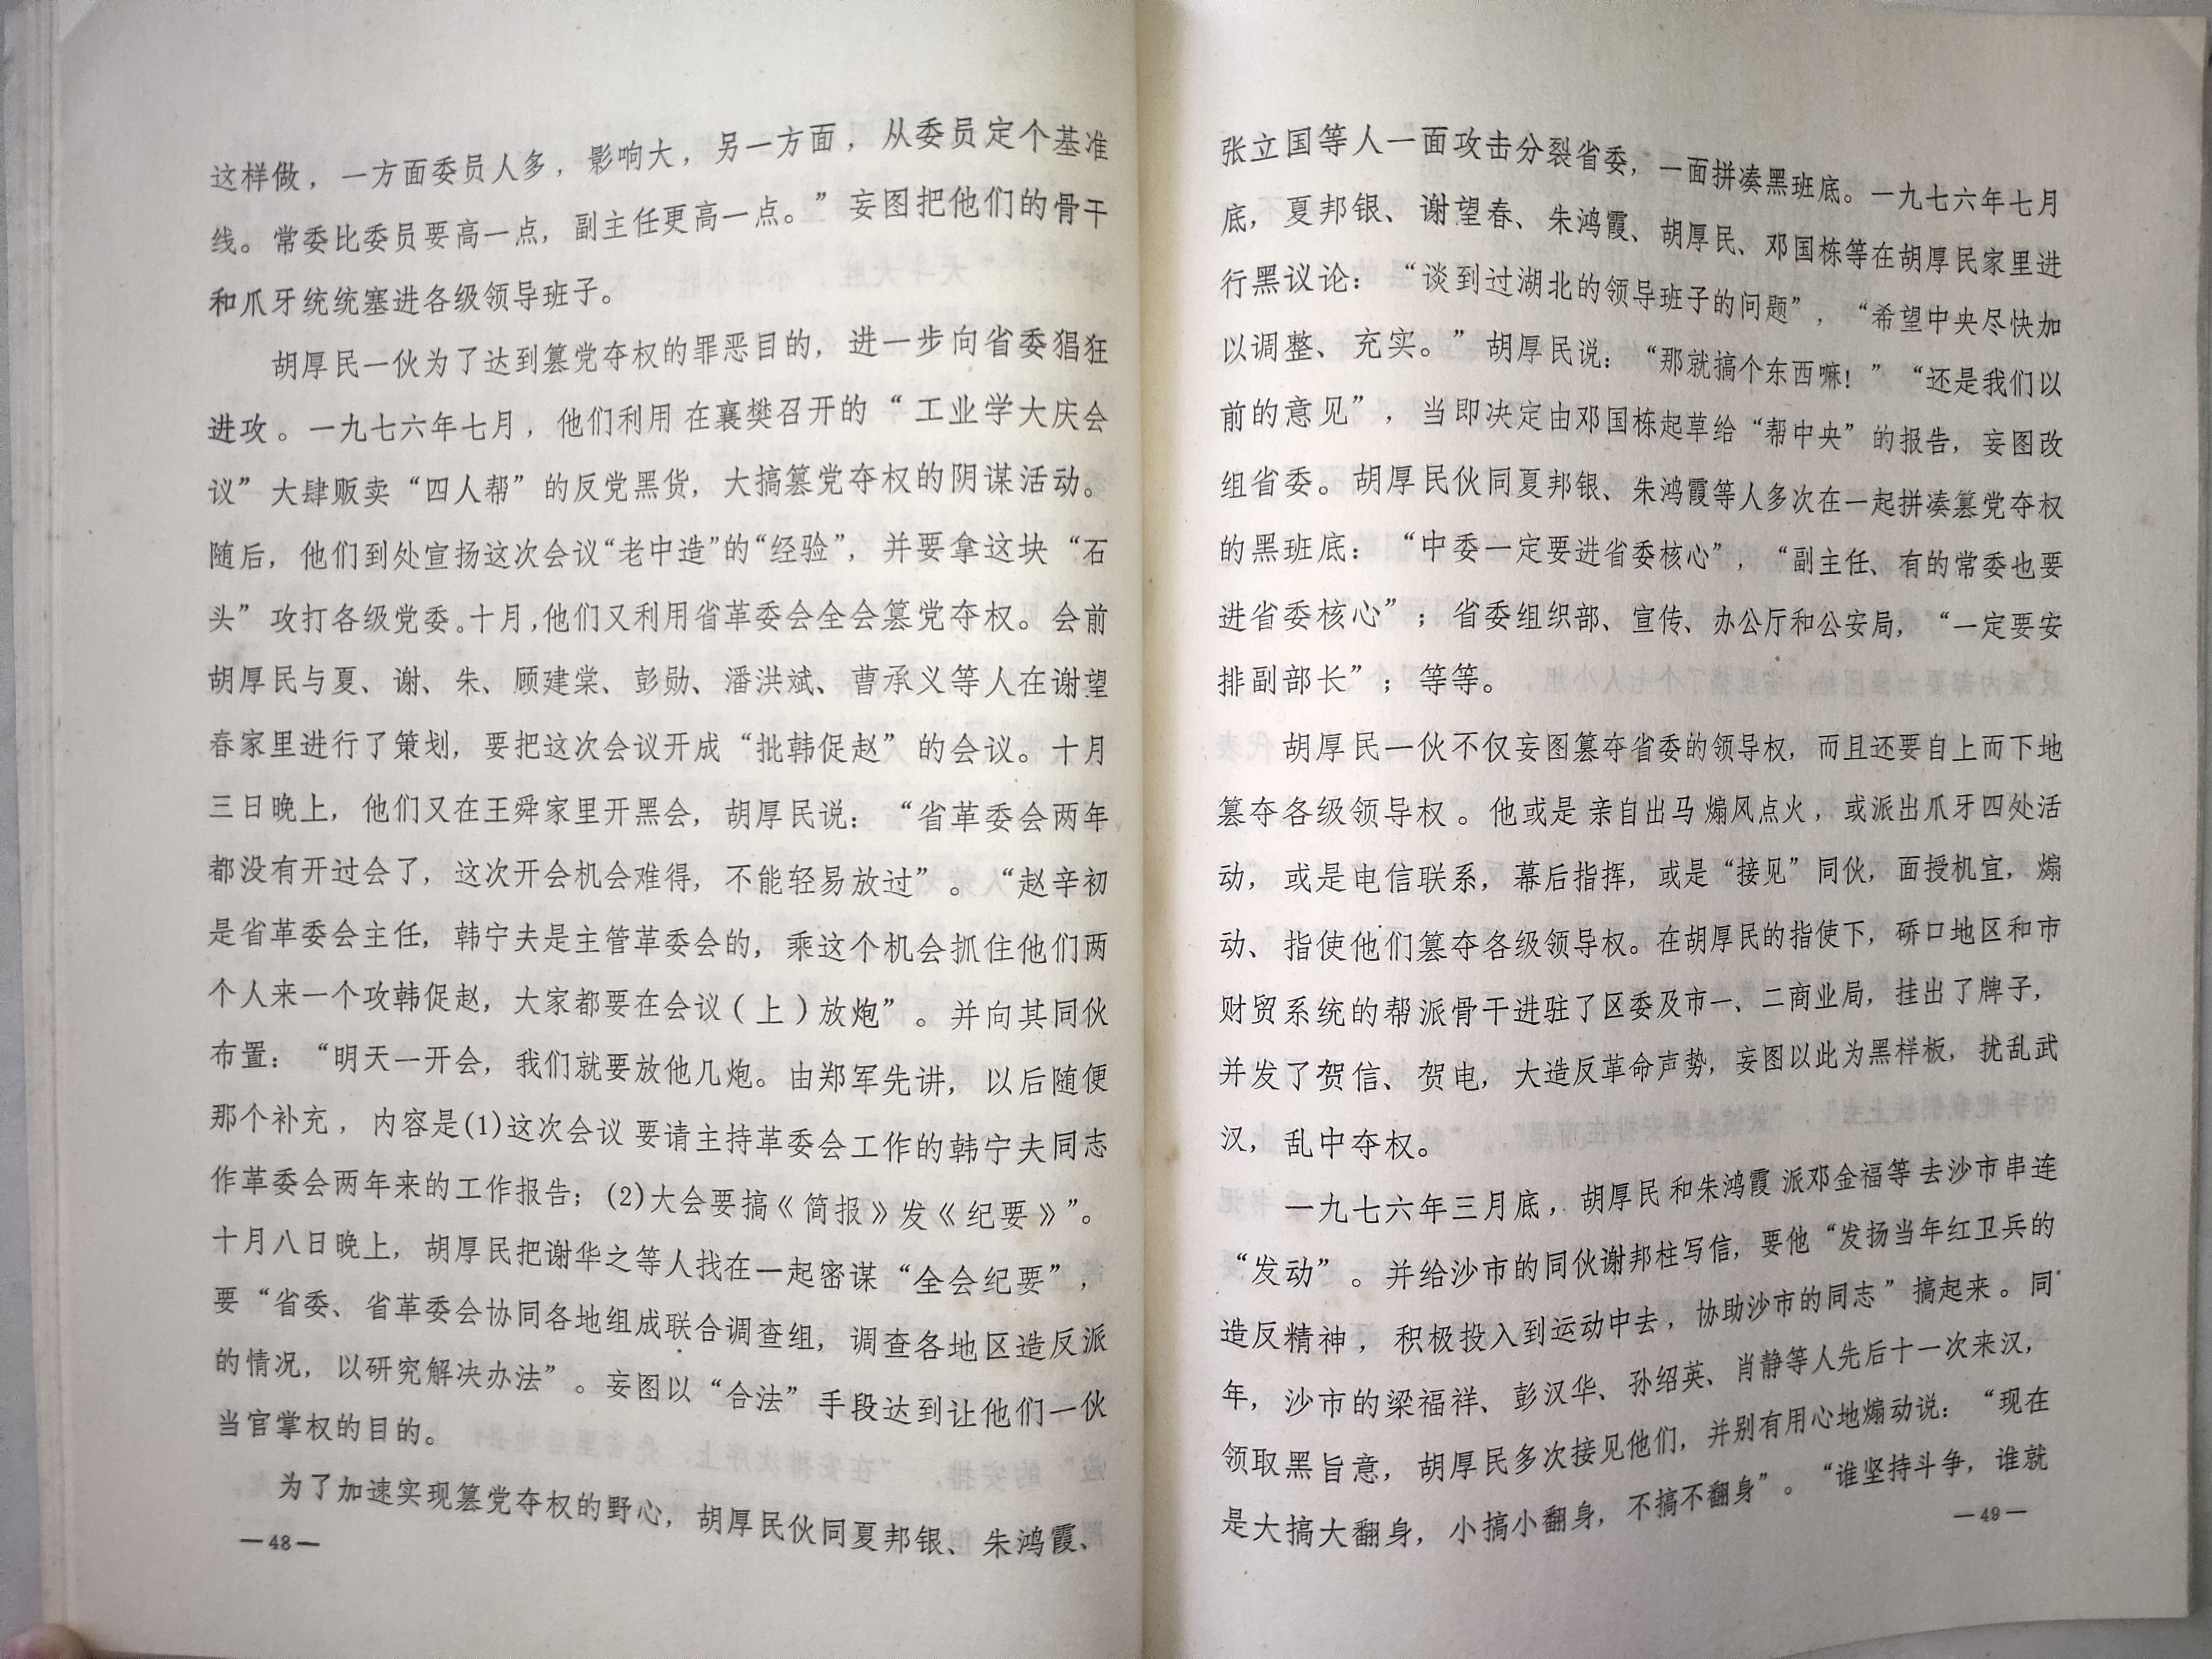 这样做，一方面委员人多，影响大，另一方面，从委员定个基准
线。常委比委员要高一点，副主任更高一点。”妄图把他们的骨干
和爪牙统统塞进各级领导班子。
胡厚民一伙为了达到篡党夺权的罪恶目的，进一步向省委猖狂
进攻。一九七六年七月，他们利用在襄樊召开的“工业学大庆会
议”大肆贩卖“四人帮”的反党黑货，大搞篡党夺权的阴谋活动。
随后，他们到处宣扬这次会议“老中造”的“经验”，并要拿这块“石
头”攻打各级党委。十月，他们又利用省革委会全会篡党夺权。会前
胡厚民与夏、谢、朱、顾建棠、彭勋、潘洪斌、曹承义等人在谢望
春家里进行了策划，要把这次会议开成“批韩促赵”的会议。十月
三日晚上，他们又在王舜家里开黑会，胡厚民说：“省革委会两年
都没有开过会了，这次开会机会难得，不能轻易放过”。“赵辛初
是省革委会主任，韩宁夫是主管革委会的，乘这个机会抓住他们两
个人来一个攻韩促赵，大家都要在会议（上）放炮”。并向其同伙
布置：“明天一开会，我们就要放他几炮。由郑军先讲，以后随便
那个补充，内容是(1)这次会议要请主持革委会工作的韩宁夫同志
作革委会两年来的工作报告；(2)大会要搞《简报》发《纪要》”。
十月八日晚上，胡厚民把谢华之等人找在一起密谋“全会纪要”，
要“省委、省革委会协同各地组成联合调查组，调查各地区造反派
的情况，以研究解决办法”。妄图以“合法”手段达到让他们一伙
当官掌权的目的。
为了加速实现篡党夺权的野心，胡厚民伙同夏邦银、朱鸿霞、
—48—
张立国等人一面攻击分裂省委，一面拼凑黑班底。一九七六年七月
底，夏邦银、谢望春、朱鸿霞、胡厚民、邓国栋等在胡厚民家里进
行黑议论：“谈到过湖北的领导班子的问题”，“希望中央尽快加
以调整、充实。”胡厚民说：“那就搞个东西嘛！”“还是我们以
前的意见”，当即决定由邓国栋起草给“帮中央”的报告，妄图改
组省委。胡厚民伙同夏邦银、朱鸿霞等人多次在一起拼凑篡党夺权
的黑班底：“中委一定要进省委核心”，“副主任、有的常委也要
进省委核心”；省委组织部、宣传、办公厅和公安局，“一定要安
排副部长”；等等。
胡厚民一伙不仅妄图篡夺省委的领导权，而且还要自上而下地
篡夺各级领导权。他或是亲自出马煽风点火，或派出爪牙四处活
动，或是电信联系，幕后指挥，或是“接见”同伙，面授机宜，煽
动、指使他们篡夺各级领导权。在胡厚民的指使下，硚口地区和市
财贸系统的帮派骨干进驻了区委及市一、二商业局，挂出了牌子，
并发了贺信、贺电，大造反革命声势，妄图以此为黑样板，扰乱武
汉，乱中夺权。
一九七六年三月底，胡厚民和朱鸿霞派邓金福等去沙市串连
“发动”。并给沙市的同伙谢邦柱写信，要他“发扬当年红卫兵的
造反精神，积极投入到运动中去，协助沙市的同志”搞起来。同
年，沙市的梁福祥、彭汉华、孙绍英、肖静等人先后十一次来汉，
领取黑旨意，胡厚民多次接见他们，并别有用心地煽动说：“现在
是大搞大翻身，小搞小翻身，不搞不翻身”。“谁坚持斗争，谁就
—49—